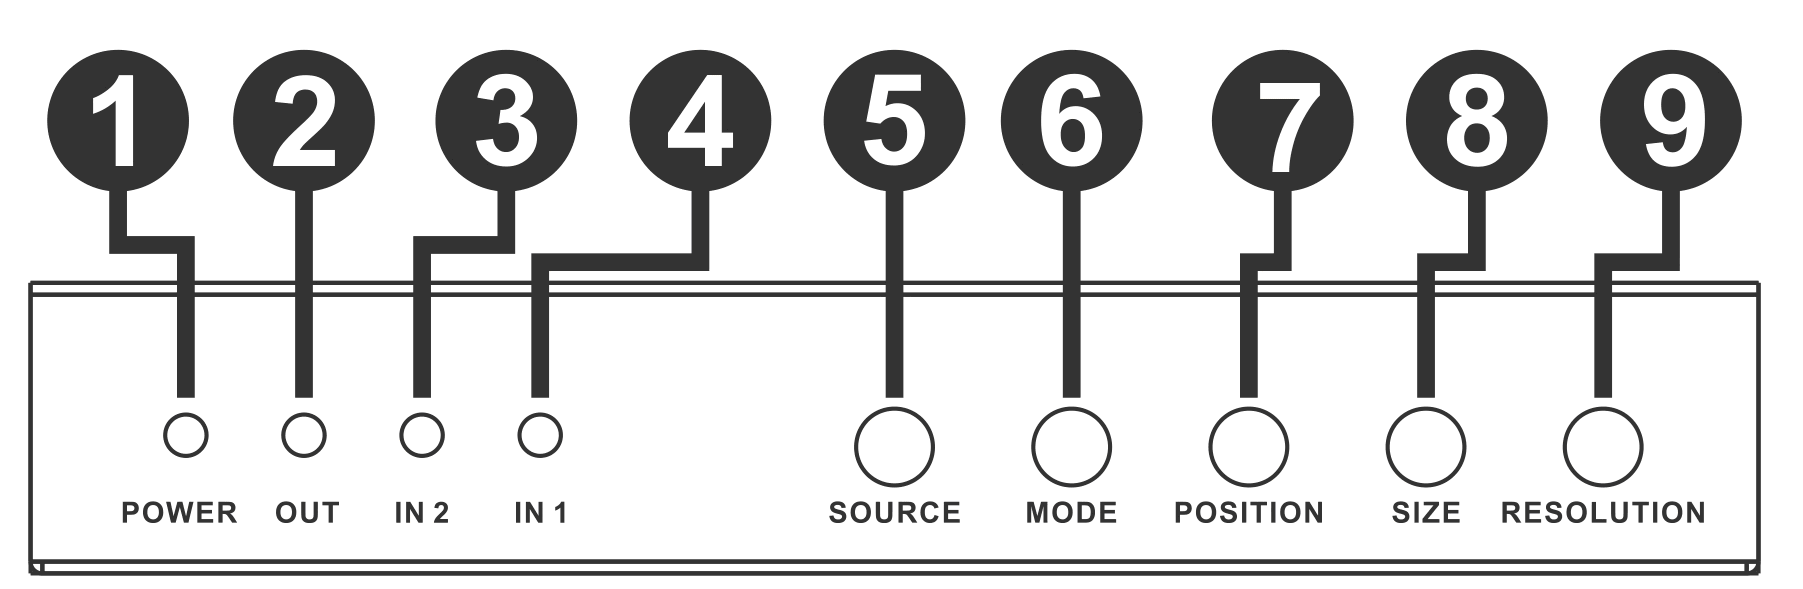 1 2 3 4 5 6 7 8 9
POWER OUT IN 2 IN 1 SOURCE MODE POSITION SIZE RESOLUTION